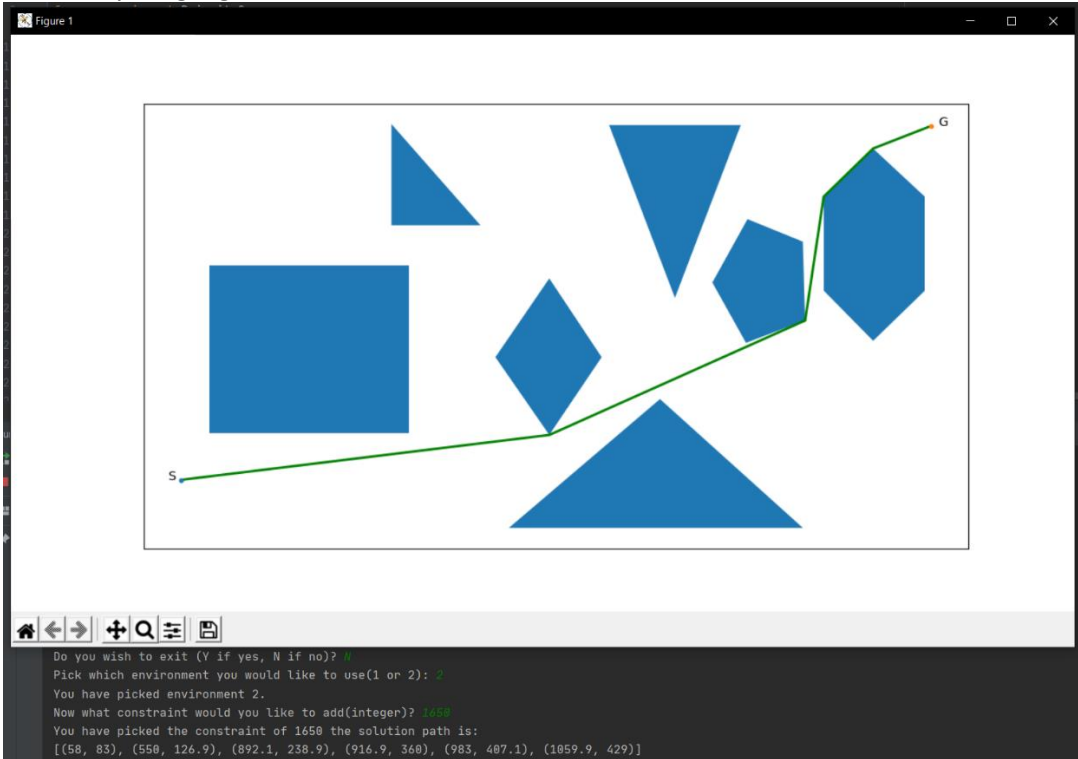 Figure 1
G
S
Do you wish to exit (Y if yes, N if no)? N
Pick which environment you would like to use(1 or 2): 2
You have picked environment 2.
Now what constraint would you like to add(integer)? 1650
You have picked the constraint of 1650 the solution path is:
[(58, 83), (550, 126.9), (892.1, 238.9), (916.9, 360), (983, 407.1), (1059.9, 429)]